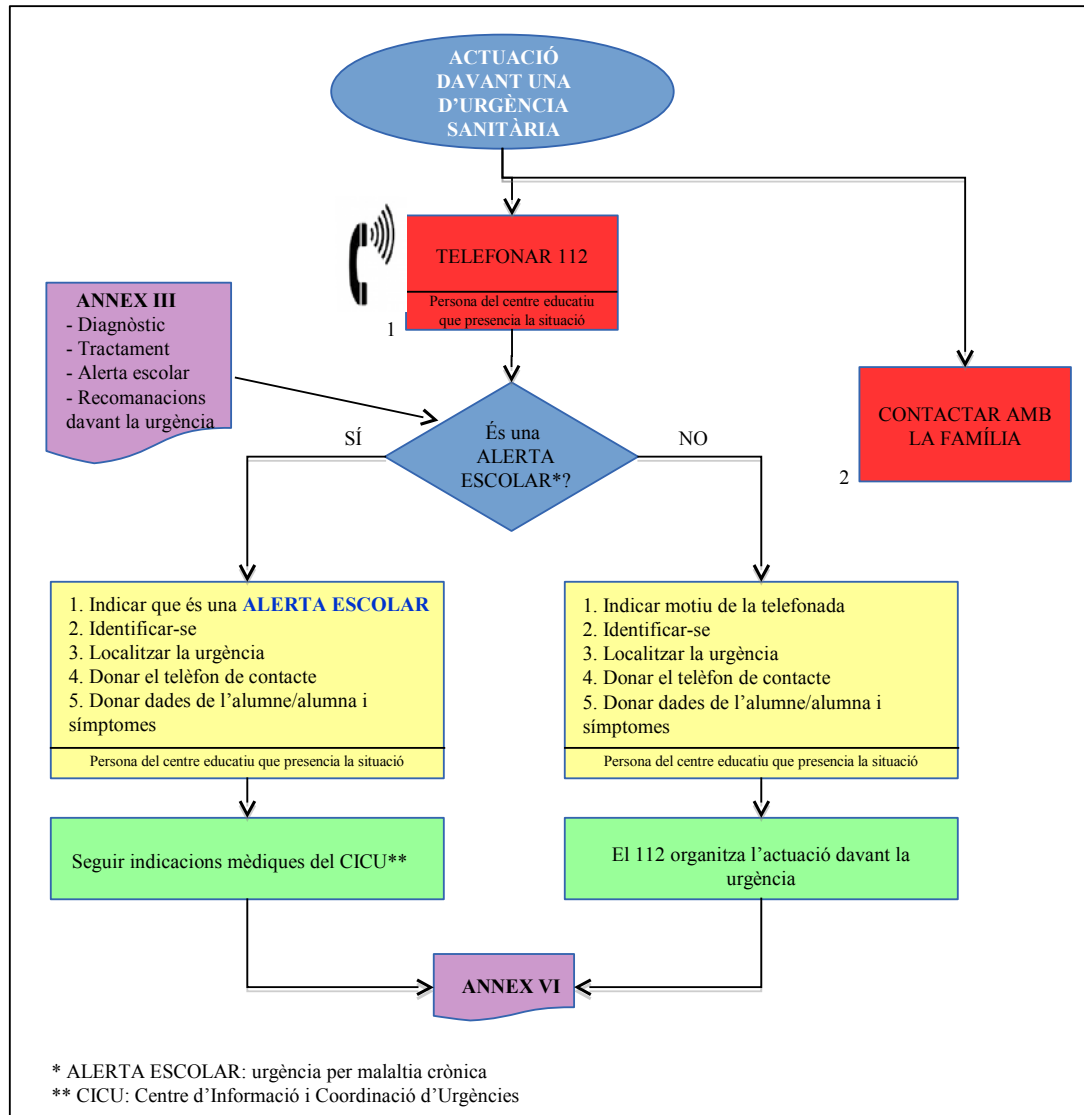 ACTUACIÓ
DAVANT UNA
D'URGÈNCIA
SANITÀRIA
TELEFONAR 112
Persona del centre educatiu
que presencia la situació
1
ANNEX III
- Diagnòstic
- Tractament
- Alerta escolar
- Recomanacions
davant la urgència
CONTACTAR AMB
LA FAMÍLIA
2
És una
ALERTA
ESCOLAR*?
SÍ
NO
1. Indicar que és una ALERTA ESCOLAR
2. Identificar-se
3. Localitzar la urgència
4. Donar el telèfon de contacte
5. Donar dades de l'alumne/alumna i
símptomes
Persona del centre educatiu que presencia la situació
1. Indicar motiu de la telefonada
2. Identificar-se
3. Localitzar la urgència
4. Donar el telèfon de contacte
5. Donar dades de l'alumne/alumna i
símptomes
Persona del centre educatiu que presencia la situació
Seguir indicacions mèdiques del CICU**
El 112 organitza l'actuació davant la
urgència
ANNEX VI
* ALERTA ESCOLAR: urgència per malaltia crònica
** CICU: Centre d'Informació i Coordinació d'Urgències